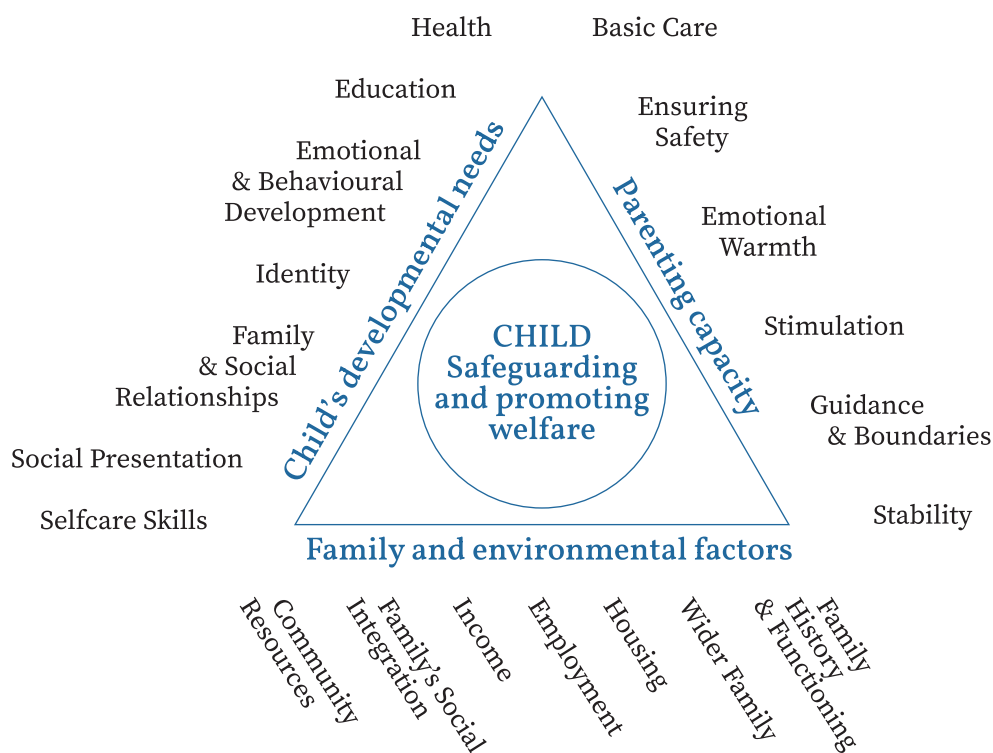 Health
Education
Emotional
& Behavioural
Development
Identity
Family
& Social
Relationships
Social Presentation
Selfcare Skills
Child's developmental needs
Basic Care
Ensuring
Safety
Emotional
Warmth
Stimulation
Guidance
& Boundaries
Stability
Parenting capacity
CHILD
Safeguarding
and promoting
welfare
Family and environmental factors
Community
Resources
Family's Social
Integration
Income
Employment
Housing
Wider Family
Family
History
& Functioning